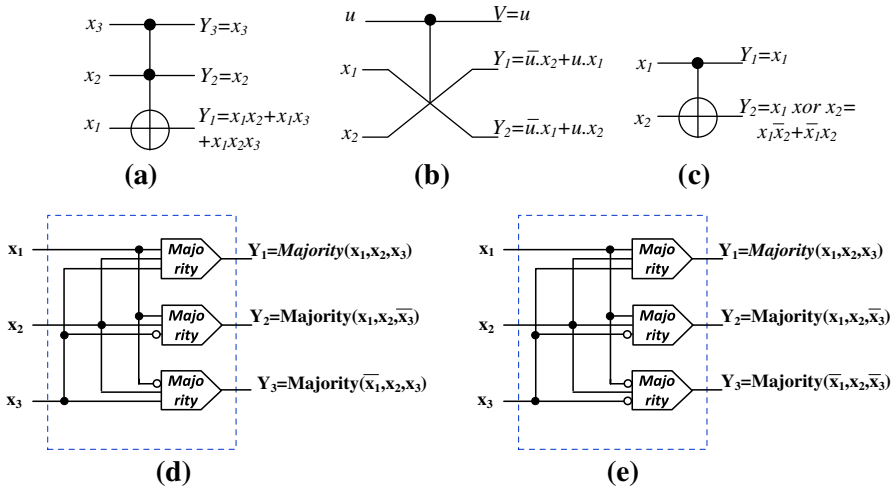 x₃ Y₃=x₃
x₂ Y₂=x₂
x₁ Y₁=x₁x₂+x₁x₃
+x₁x₂x₃
(a)
u V=u
x₁ Y₁=u̅.x₂+u.x₁
x₂ Y₂=u̅.x₁+u.x₂
(b)
x₁ Y₁=x₁
x₂ Y₂=x₁ xor x₂=
x₁x̅₂+x̅₁x₂
(c)
x₁ Majo
rity Y₁=Majority(x₁,x₂,x₃)
x₂ Majo
rity Y₂=Majority(x₁,x₂,x̅₃)
x₃ Majo
rity Y₃=Majority(x̅₁,x₂,x₃)
(d)
x₁ Majo
rity Y₁=Majority(x₁,x₂,x₃)
x₂ Majo
rity Y₂=Majority(x₁,x₂,x̅₃)
x₃ Majo
rity Y₃=Majority(x̅₁,x₂,x̅₃)
(e)